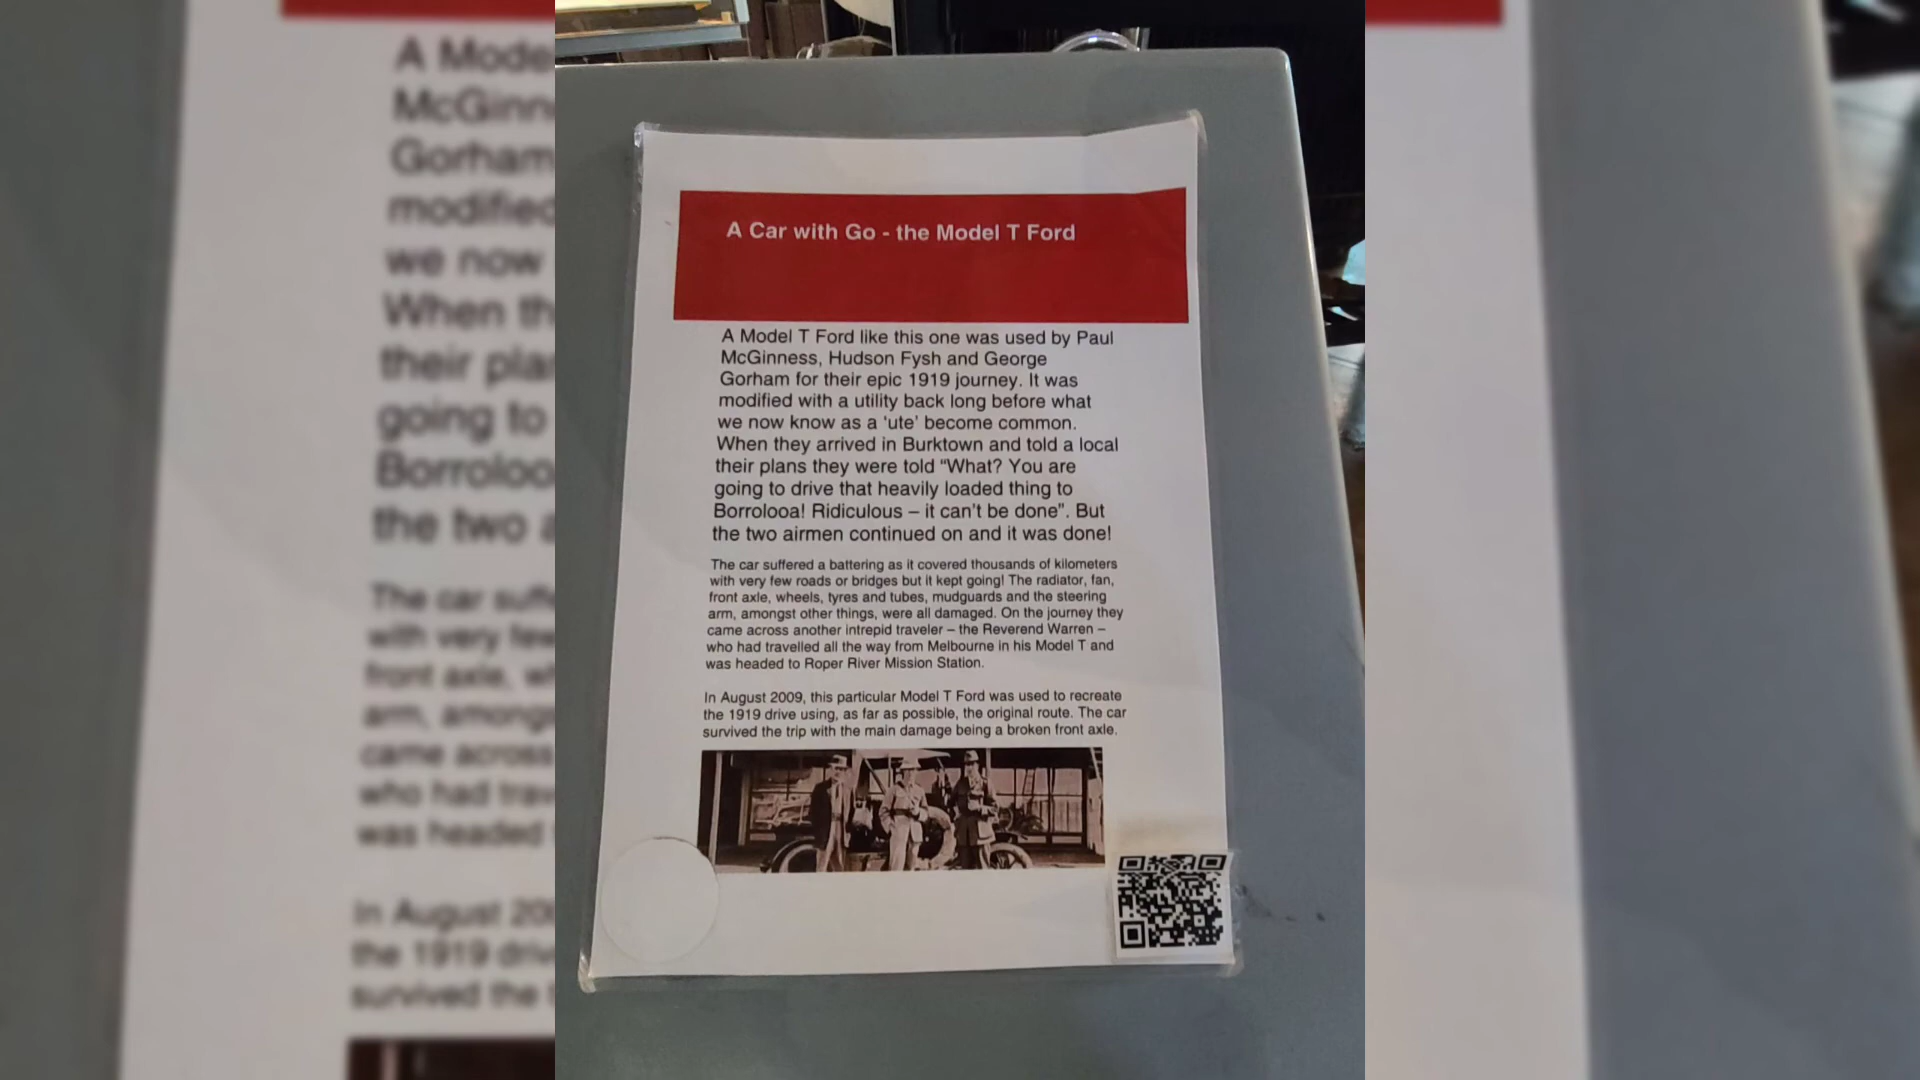 A Car with Go - the Model T Ford
A Model T Ford like this one was used by Paul
McGinness, Hudson Fysh and George
Gorham for their epic 1919 journey. It was
modified with a utility back long before what
we now know as a ‘ute’ become common.
When they arrived in Burktown and told a local
their plans they were told “What? You are
going to drive that heavily loaded thing to
Borrolooa! Ridiculous – it can't be done”. But
the two airmen continued on and it was done!
The car suffered a battering as it covered thousands of kilometers
with very few roads or bridges but it kept going! The radiator, fan,
front axle, wheels, tyres and tubes, mudguards and the steering
arm, amongst other things, were all damaged. On the journey they
came across another intrepid traveler – the Reverend Warren –
who had travelled all the way from Melbourne in his Model T and
was headed to Roper River Mission Station.
In August 2009, this particular Model T Ford was used to recreate
the 1919 drive using, as far as possible, the original route. The car
survived the trip with the main damage being a broken front axle.